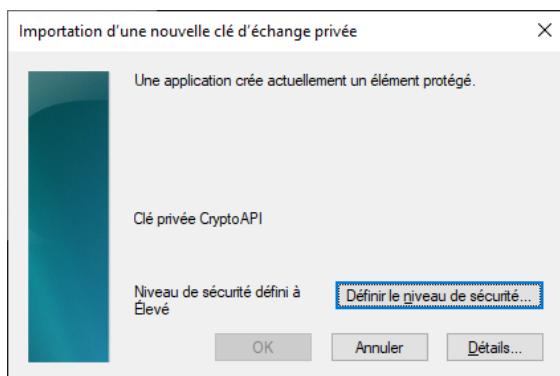 Importation d'une nouvelle clé d'échange privée
Une application crée actuellement un élément protégé.
Clé privée CryptoAPI
Niveau de sécurité défini à
Élevé
Définir le niveau de sécurité...
OK
Annuler
Détails...